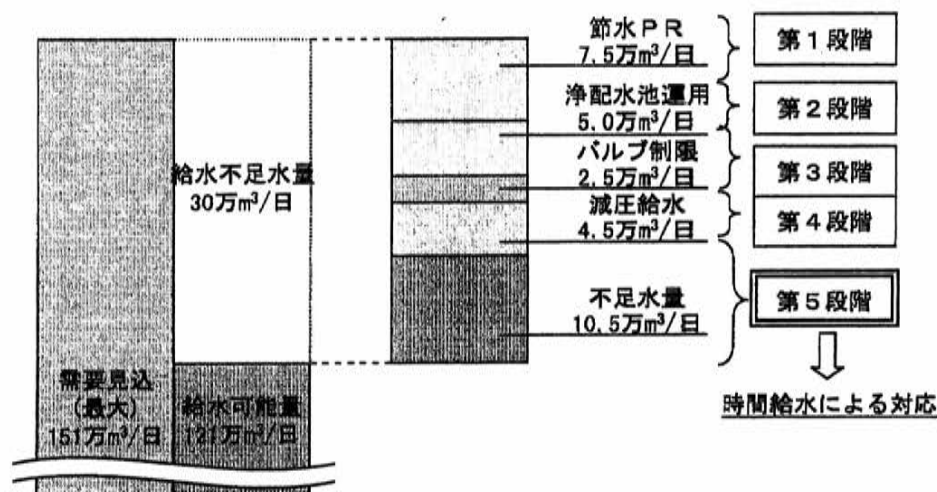 節水PR
7.5万m³/日
第1段階
浄配水池運用
5.0万m³/日
第2段階
バルブ制限
2.5万m³/日
第3段階
減圧給水
4.5万m³/日
第4段階
給水不足水量
30万m³/日
不足水量
10.5万m³/日
第5段階
時間給水による対応
需要見込
(最大)
151万m³/日
給水可能量
121万m³/日